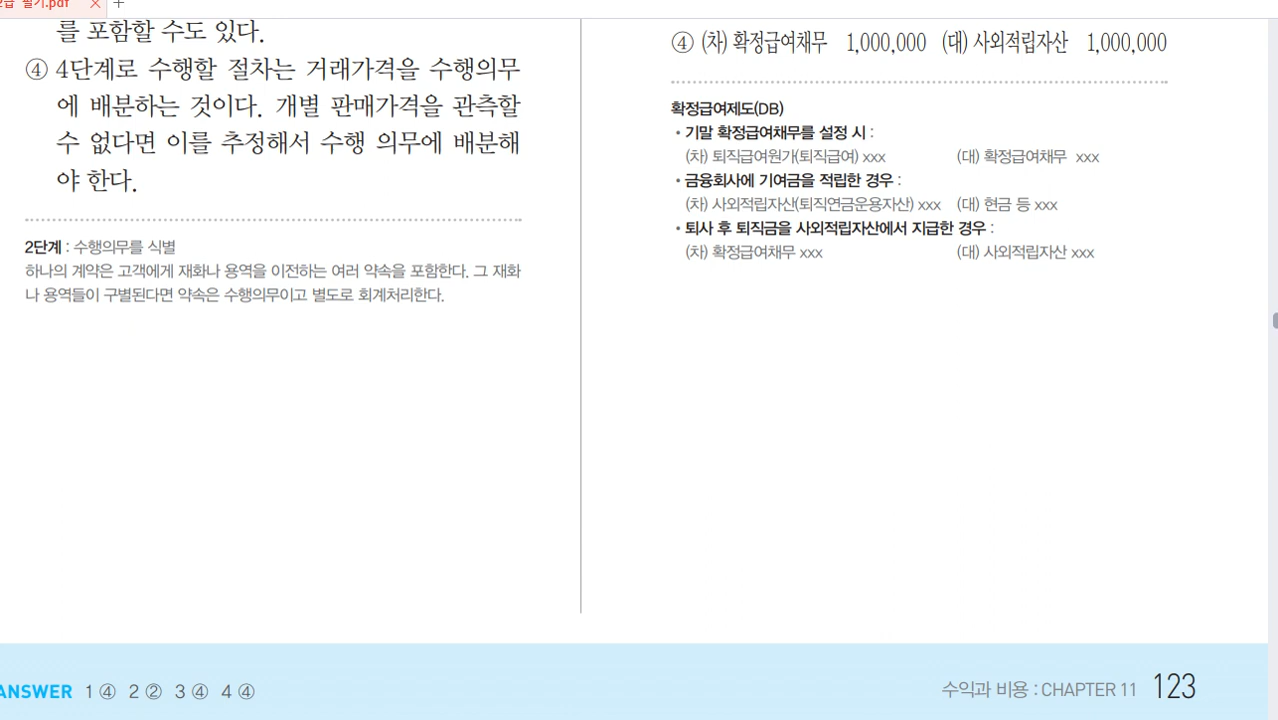 2급 필기.pdf
를 포함할 수도 있다.
④ 4단계로 수행할 절차는 거래가격을 수행의무
에 배분하는 것이다. 개별 판매가격을 관측할
수 없다면 이를 추정해서 수행 의무에 배분해
야 한다.
2단계 : 수행의무를 식별
하나의 계약은 고객에게 재화나 용역을 이전하는 여러 약속을 포함한다. 그 재화
나 용역들이 구별된다면 약속은 수행의무이고 별도로 회계처리한다.
④ (차) 확정급여채무 1,000,000 (대) 사외적립자산 1,000,000
확정급여제도(DB)
• 기말 확정급여채무를 설정 시 :
(차) 퇴직급여원가(퇴직급여) xxx (대) 확정급여채무 xxx
• 금융회사에 기여금을 적립한 경우 :
(차) 사외적립자산(퇴직연금운용자산) xxx (대) 현금 등 xxx
• 퇴사 후 퇴직금을 사외적립자산에서 지급한 경우 :
(차) 확정급여채무 xxx (대) 사외적립자산 xxx
ANSWER 1 ④ 2 ② 3 ④ 4 ④
수익과 비용 : CHAPTER 11 123